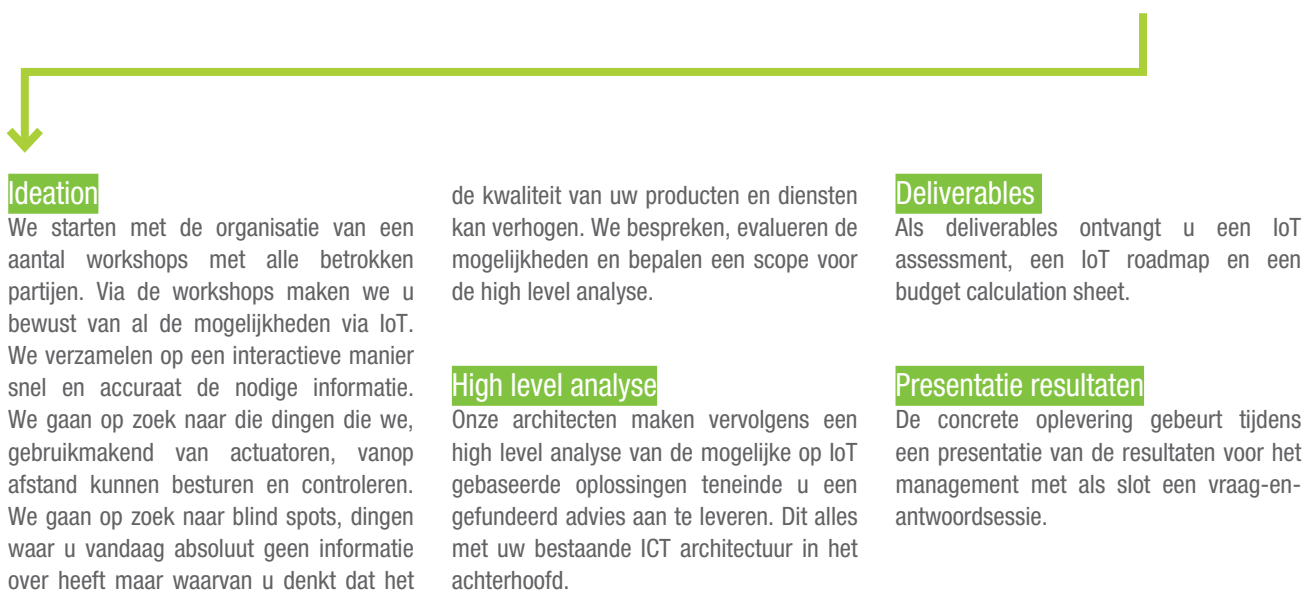 Ideation
We starten met de organisatie van een
aantal workshops met alle betrokken
partijen. Via de workshops maken we u
bewust van al de mogelijkheden via IoT.
We verzamelen op een interactieve manier
snel en accuraat de nodige informatie.
We gaan op zoek naar die dingen die we,
gebruikmakend van actuatoren, vanop
afstand kunnen besturen en controleren.
We gaan op zoek naar blind spots, dingen
waar u vandaag absoluut geen informatie
over heeft maar waarvan u denkt dat het
de kwaliteit van uw producten en diensten
kan verhogen. We bespreken, evalueren de
mogelijkheden en bepalen een scope voor
de high level analyse.
High level analyse
Onze architecten maken vervolgens een
high level analyse van de mogelijke op IoT
gebaseerde oplossingen teneinde u een
gefundeerd advies aan te leveren. Dit alles
met uw bestaande ICT architectuur in het
achterhoofd.
Deliverables
Als deliverables ontvangt u een IoT
assessment, een IoT roadmap en een
budget calculation sheet.
Presentatie resultaten
De concrete oplevering gebeurt tijdens
een presentatie van de resultaten voor het
management met als slot een vraag-en-
antwoordsessie.